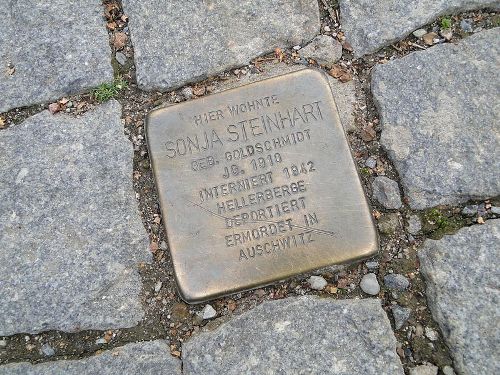 HIER WOHNTE
SONJA STEINHART
GEB. GOLDSCHMIDT
JG. 1910
INTERNIERT 1942
HELLERBERGE
DEPORTIERT
ERMORDET IN
AUSCHWITZ